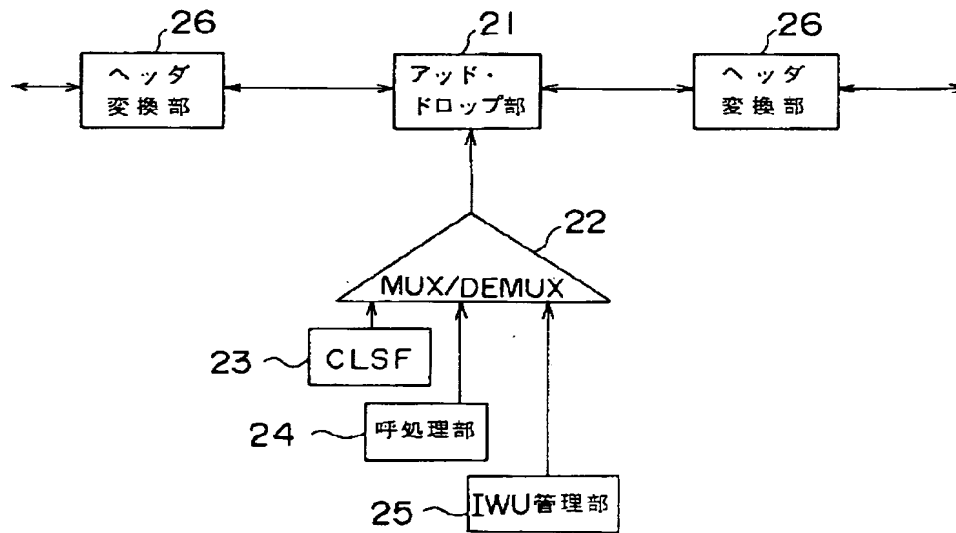 26
21
26
ヘッダ
変換部
アッド・
ドロップ部
ヘッダ
変換部
22
MUX/DEMUX
23
CLSF
24
呼処理部
25
IWU管理部